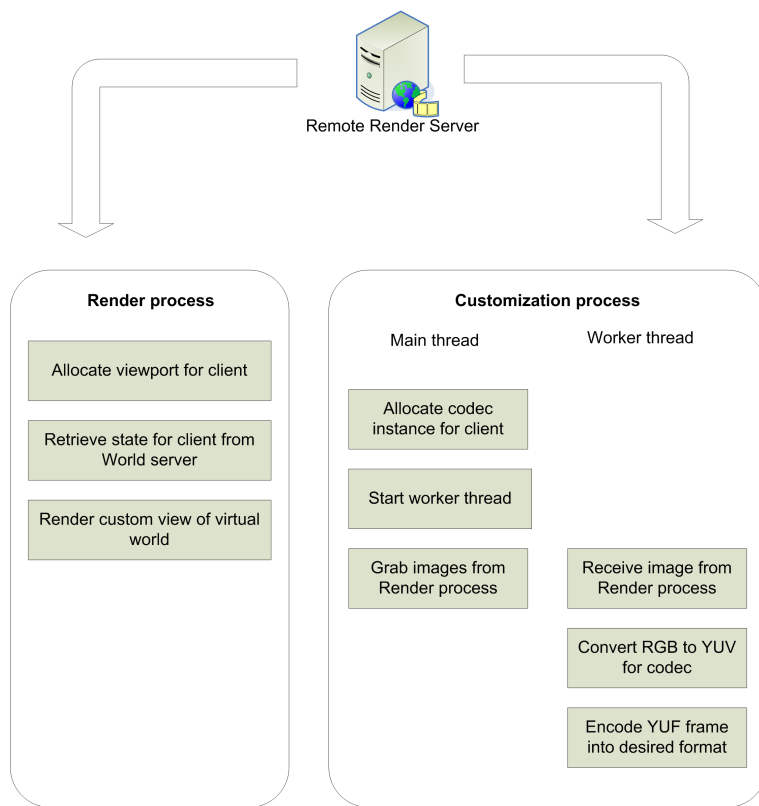 Remote Render Server
Render process
Allocate viewport for client
Retrieve state for client from
World server
Render custom view of virtual
world
Customization process
Main thread
Worker thread
Allocate codec
instance for client
Start worker thread
Grab images from
Render process
Receive image from
Render process
Convert RGB to YUV
for codec
Encode YUF frame
into desired format